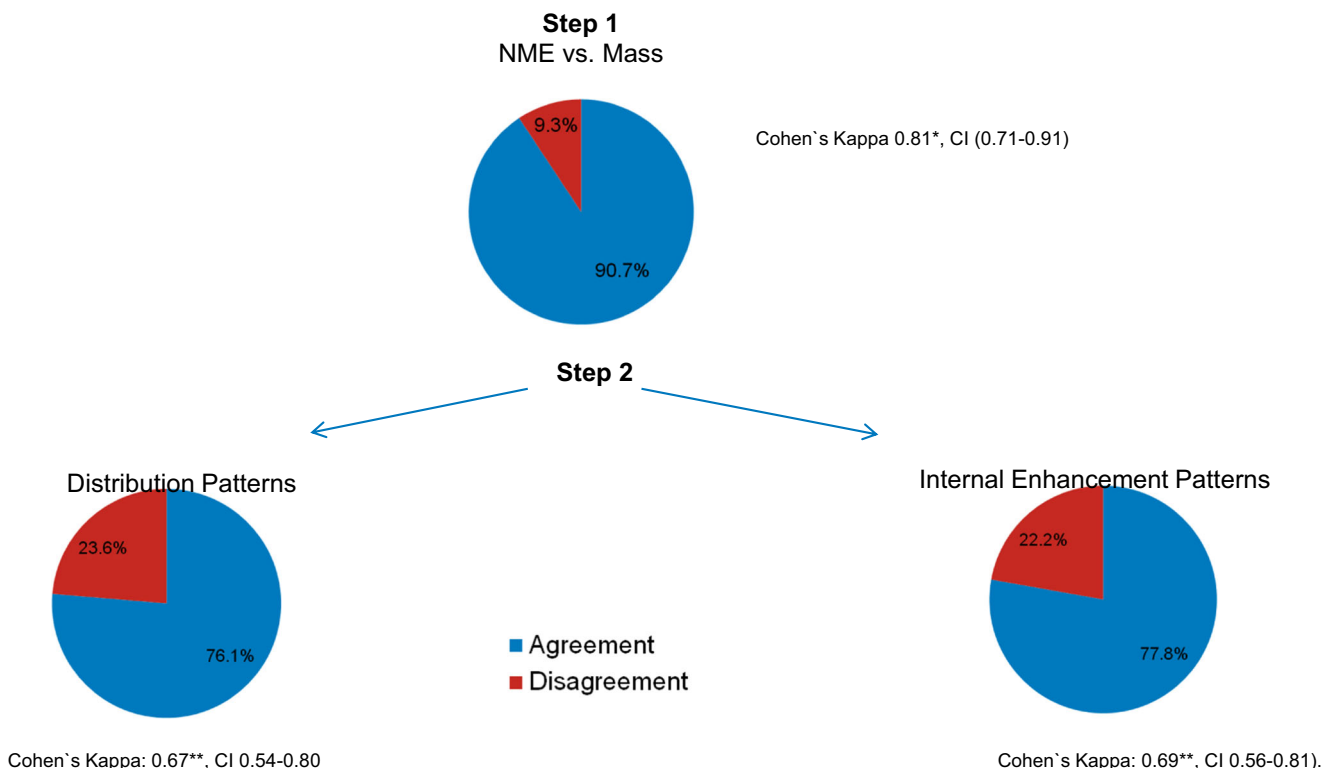 Step 1
NME vs. Mass
9.3%
90.7%
Cohen`s Kappa 0.81*, CI (0.71-0.91)
Step 2
Distribution Patterns
23.6%
76.1%
Cohen`s Kappa: 0.67**, CI 0.54-0.80
Agreement
Disagreement
Internal Enhancement Patterns
22.2%
77.8%
Cohen`s Kappa: 0.69**, CI 0.56-0.81).